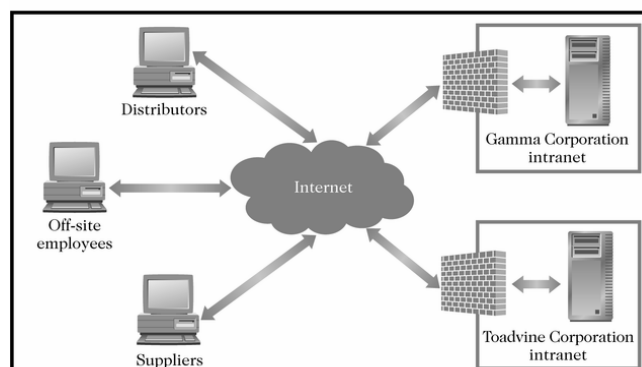 Distributors
Gamma Corporation
intranet
Internet
Off-site
employees
Suppliers
Toadvine Corporation
intranet